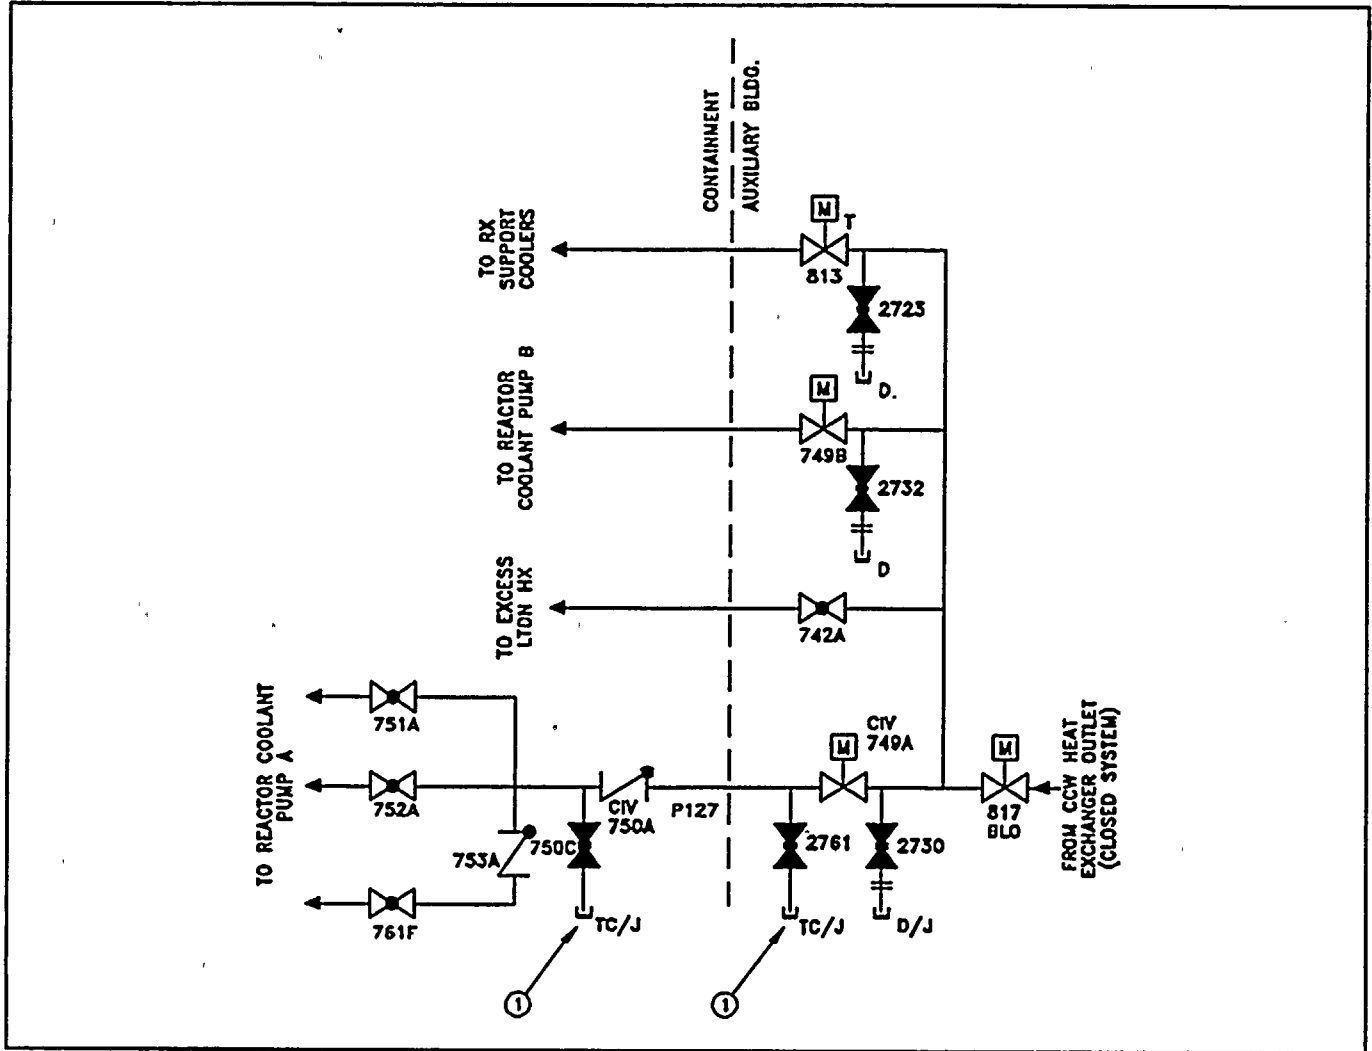 CONTAINMENT
AUXILIARY BLDG.
TO RX
SUPPORT
COOLERS
M
T
813
2723
D.
TO REACTOR
COOLANT PUMP B
M
749B
2732
D
TO EXCESS
LTDN HX
742A
TO REACTOR COOLANT
PUMP A
751A
752A
753A
761F
750C
TC/J
CIV
750A
P127
2761
TC/J
CIV
749A
M
2730
D/J
M
817
BLO
FROM CCW HEAT
EXCHANGER OUTLET
(CLOSED SYSTEM)
1
1